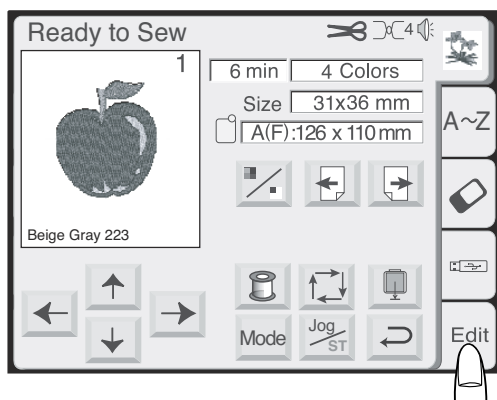 Ready to Sew
4
1
6 min
4 Colors
Size
31x36 mm
A(F):126 x 110 mm
A~Z
Beige Gray 223
Mode
Jog
ST
Edit